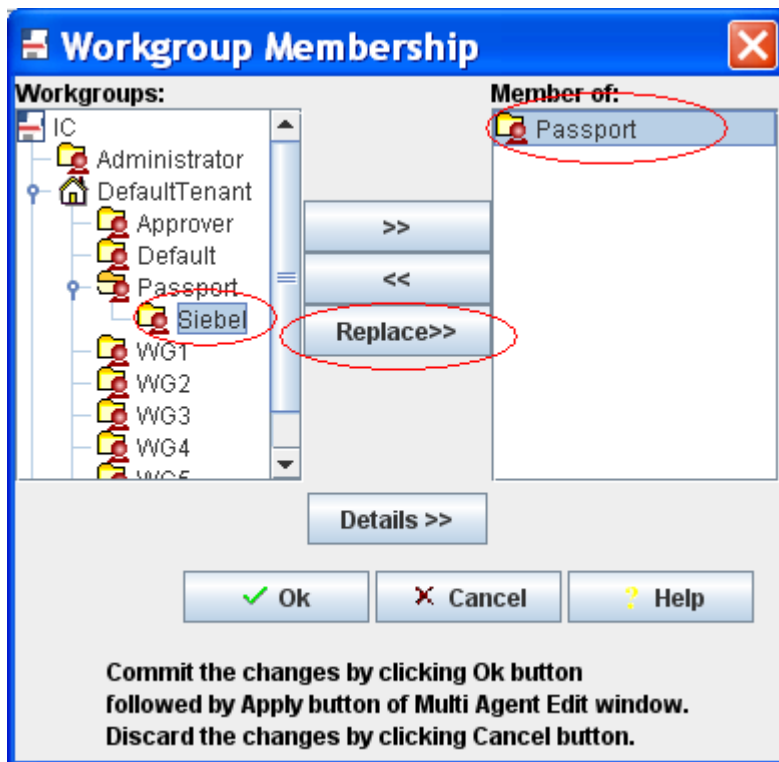 Workgroup Membership
Workgroups:
Member of:
IC
Administrator
DefaultTenant
Approver
Default
Passport
Siebel
WG1
WG2
WG3
WG4
WG5
Passport
>>
<<
Replace>>
Details >>
Ok
Cancel
? Help
Commit the changes by clicking Ok button
followed by Apply button of Multi Agent Edit window.
Discard the changes by clicking Cancel button.